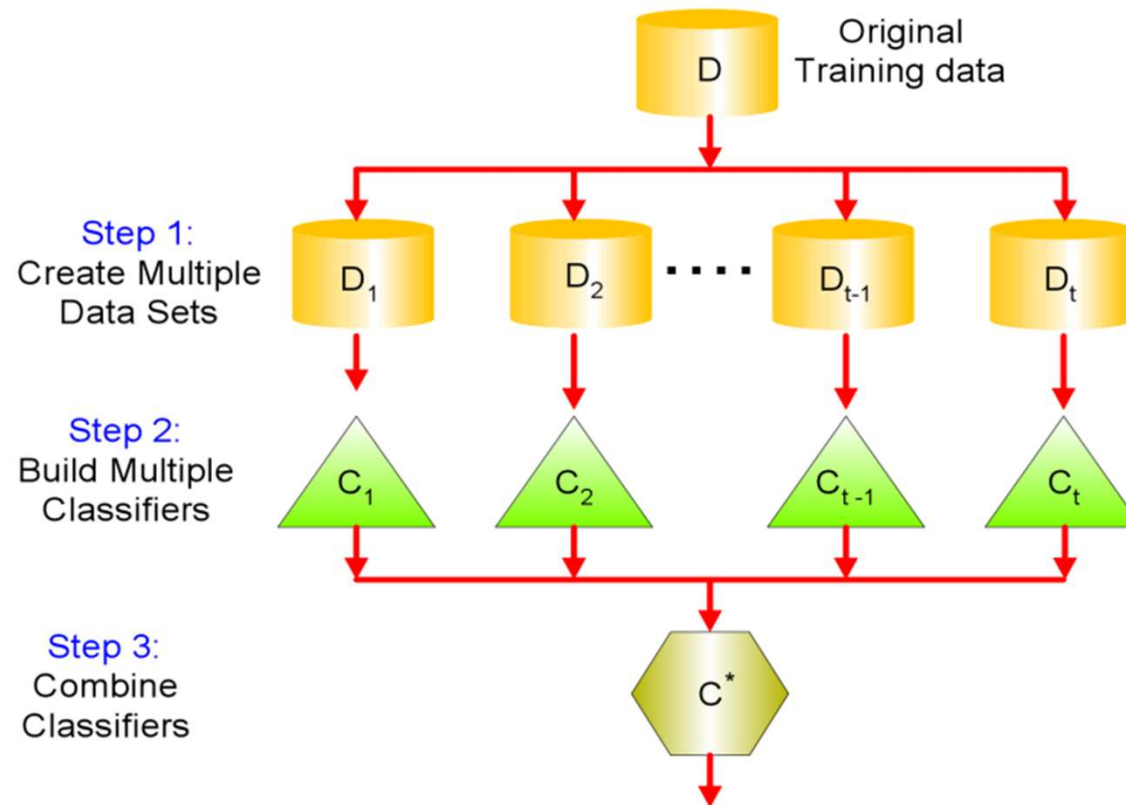 Original
Training data
D
Step 1:
Create Multiple
Data Sets
D₁
D₂
....
Dₜ₋₁
Dₜ
Step 2:
Build Multiple
Classifiers
C₁
C₂
Cₜ ₋₁
Cₜ
Step 3:
Combine
Classifiers
C*